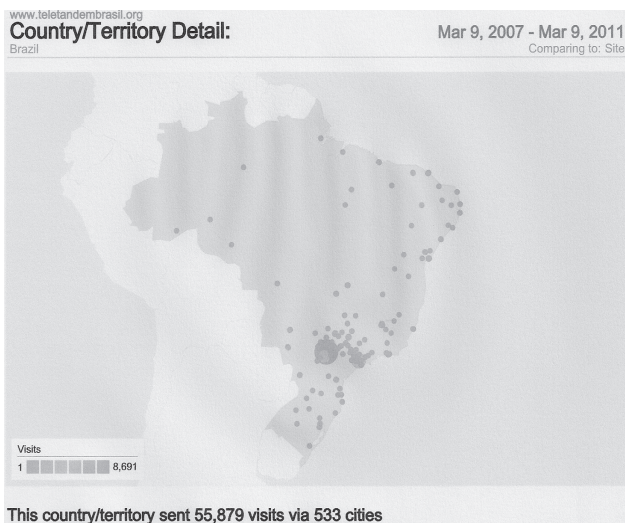 www.teletandembrasil.org
Country/Territory Detail: Mar 9, 2007 - Mar 9, 2011
Brazil Comparing to: Site
Visits
1 8,691
This country/territory sent 55,879 visits via 533 cities